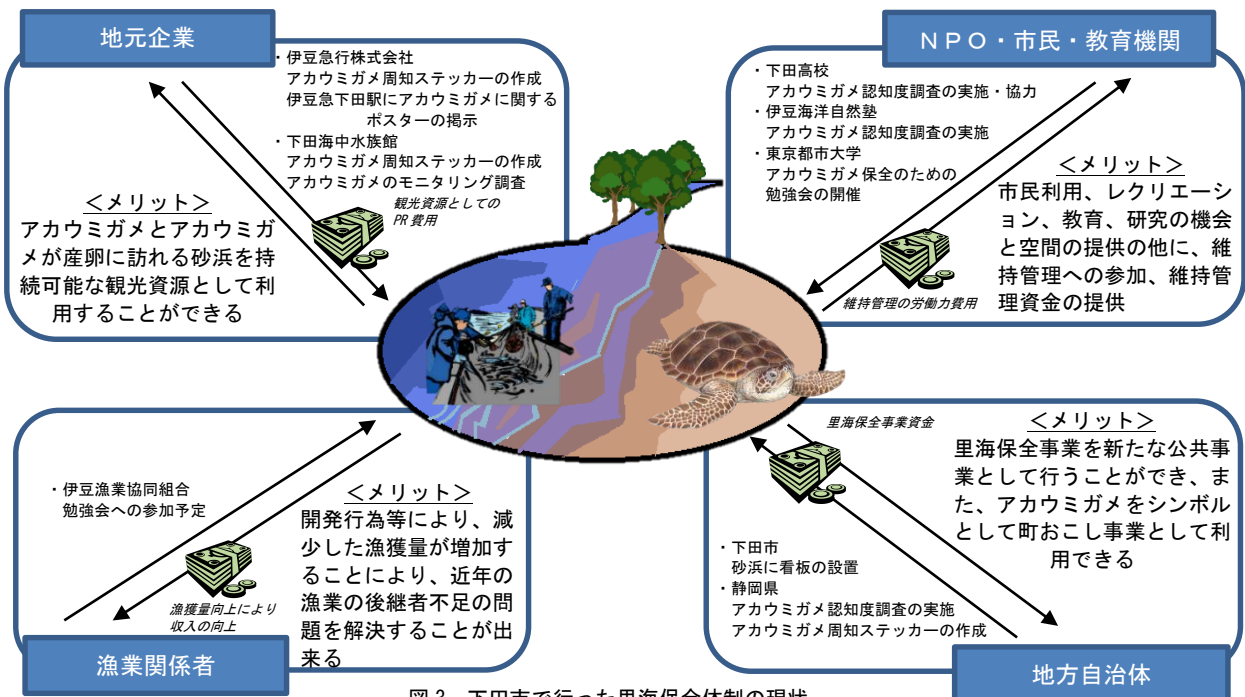 地元企業
・伊豆急行株式会社
アカウミガメ周知ステッカーの作成
伊豆急下田駅にアカウミガメに関する
ポスターの掲示
・下田海中水族館
アカウミガメ周知ステッカーの作成
アカウミガメのモニタリング調査
＜メリット＞
アカウミガメとアカウミガ
メが産卵に訪れる砂浜を持
続可能な観光資源として利
用することができる
観光資源としての
PR費用
ＮＰＯ・市民・教育機関
・下田高校
アカウミガメ認知度調査の実施・協力
・伊豆海洋自然塾
アカウミガメ認知度調査の実施
・東京都市大学
アカウミガメ保全のための
勉強会の開催
＜メリット＞
市民利用、レクリエーシ
ョン、教育、研究の機会
と空間の提供の他に、維
持管理への参加、維持管
理資金の提供
維持管理の労働力費用
・伊豆漁業協同組合
勉強会への参加予定
＜メリット＞
開発行為等により、減
少した漁獲量が増加す
ることにより、近年の
漁業の後継者不足の問
題を解決することが出
来る
漁獲量向上により
収入の向上
漁業関係者
里海保全事業資金
＜メリット＞
里海保全事業を新たな公共事
業として行うことができ、ま
た、アカウミガメをシンボル
として町おこし事業として利
用できる
・下田市
砂浜に看板の設置
・静岡県
アカウミガメ認知度調査の実施
アカウミガメ周知ステッカーの作成
地方自治体
図 2　下田市で行った里海保全体制の現状